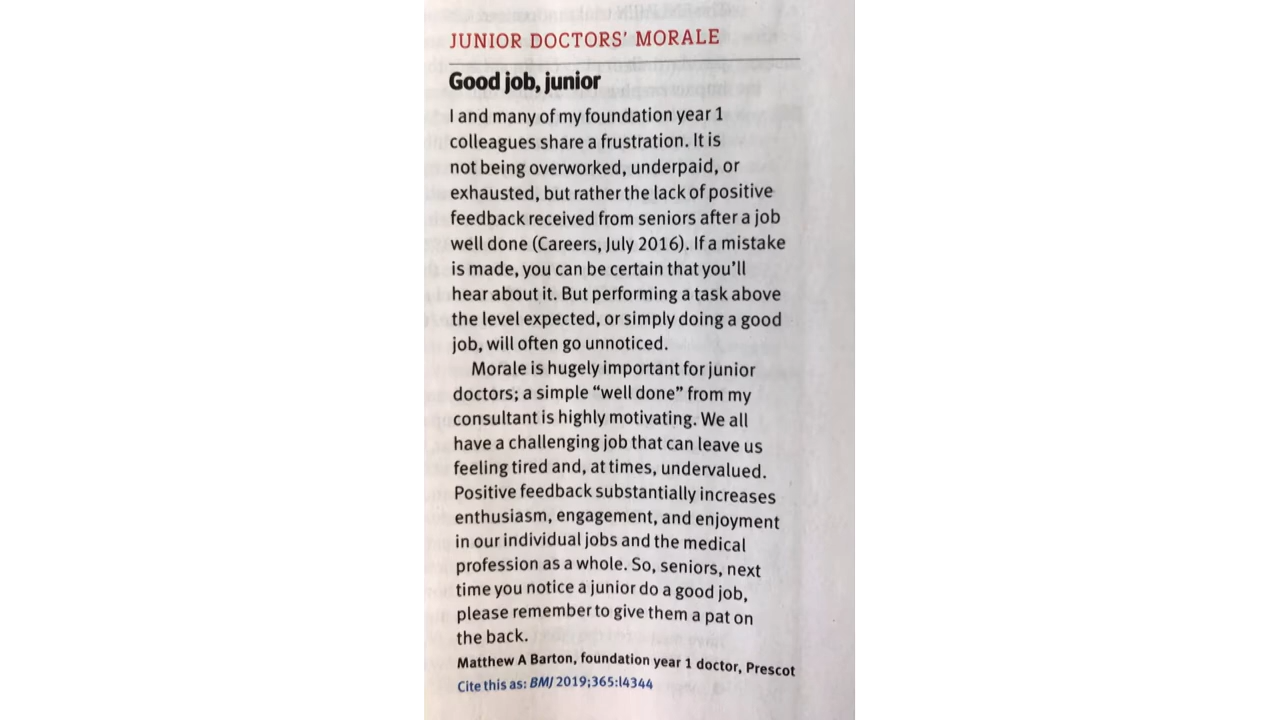 JUNIOR DOCTORS' MORALE
Good job, junior
I and many of my foundation year 1
colleagues share a frustration. It is
not being overworked, underpaid, or
exhausted, but rather the lack of positive
feedback received from seniors after a job
well done (Careers, July 2016). If a mistake
is made, you can be certain that you'll
hear about it. But performing a task above
the level expected, or simply doing a good
job, will often go unnoticed.
Morale is hugely important for junior
doctors; a simple “well done” from my
consultant is highly motivating. We all
have a challenging job that can leave us
feeling tired and, at times, undervalued.
Positive feedback substantially increases
enthusiasm, engagement, and enjoyment
in our individual jobs and the medical
profession as a whole. So, seniors, next
time you notice a junior do a good job,
please remember to give them a pat on
the back.
Matthew A Barton, foundation year 1 doctor, Prescot
Cite this as: BMJ 2019;365:l4344